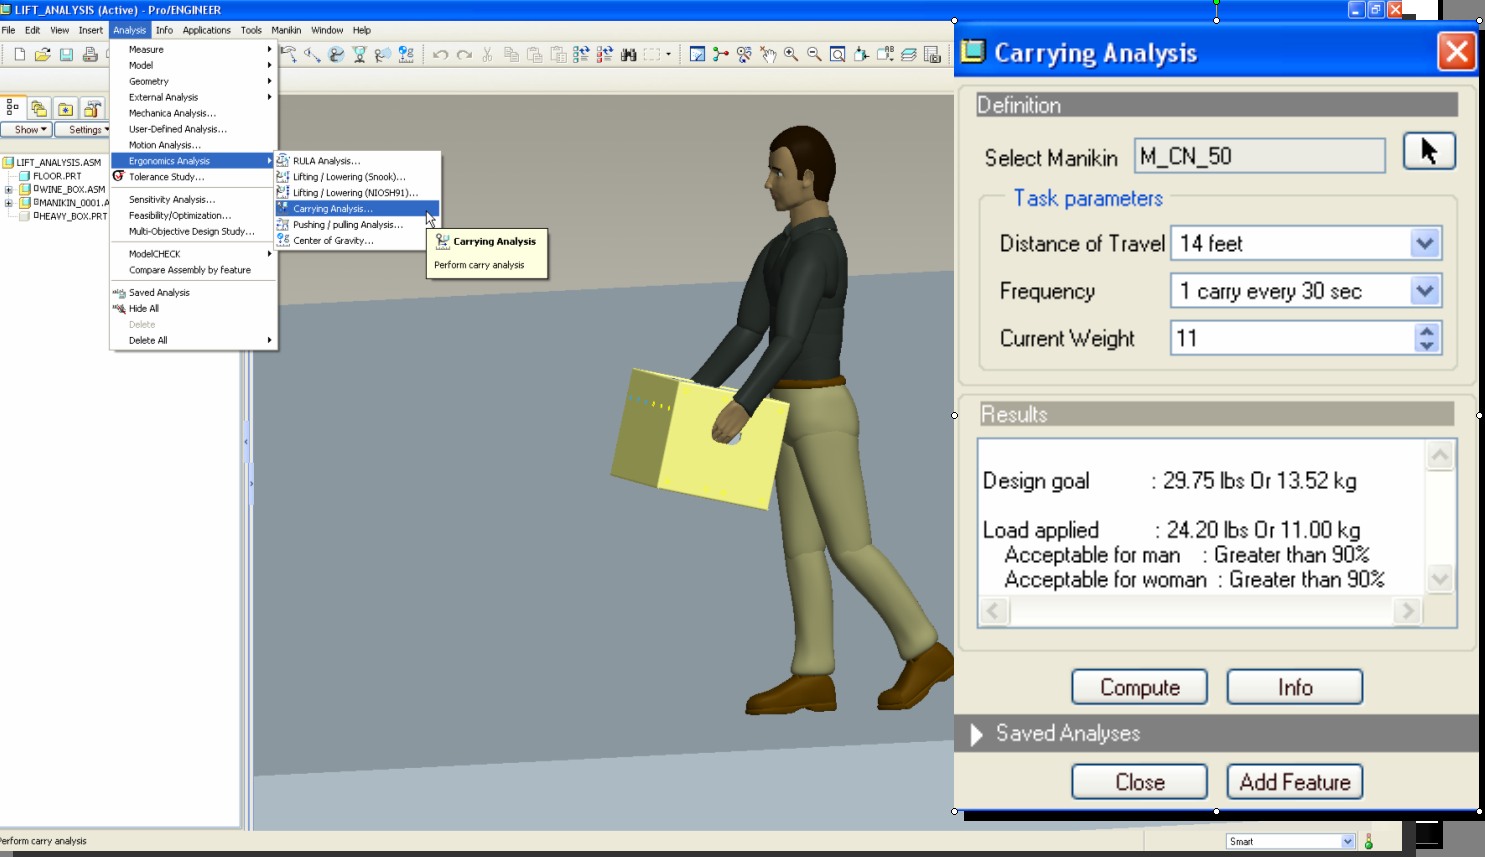 LIFT_ANALYSIS (Active) - Pro/ENGINEER
File Edit View Insert Analysis Info Applications Tools Manikin Window Help
Measure
Model
Geometry
External Analysis
Mechanica Analysis...
User-Defined Analysis...
Motion Analysis...
Ergonomics Analysis
Tolerance Study...
Sensitivity Analysis...
Feasibility/Optimization...
Multi-Objective Design Study...
ModelCHECK
Compare Assembly by feature
Saved Analysis
Hide All
Delete
Delete All
RULA Analysis...
Lifting / Lowering (Snook)...
Lifting / Lowering (NIOSH91)...
Carrying Analysis...
Pushing / pulling Analysis...
Center of Gravity...
Carrying Analysis
Perform carry analysis
Show Settings
LIFT_ANALYSIS.ASM
FLOOR.PRT
WINE_BOX.ASM
MANIKIN_0001.A
HEAVY_BOX.PRT
Carrying Analysis
Definition
Select Manikin M_CN_50
Task parameters
Distance of Travel 14 feet
Frequency 1 carry every 30 sec
Current Weight 11
Results
Design goal : 29.75 lbs Or 13.52 kg
Load applied : 24.20 lbs Or 11.00 kg
Acceptable for man : Greater than 90%
Acceptable for woman : Greater than 90%
Compute Info
Saved Analyses
Close Add Feature
Perform carry analysis
Smart